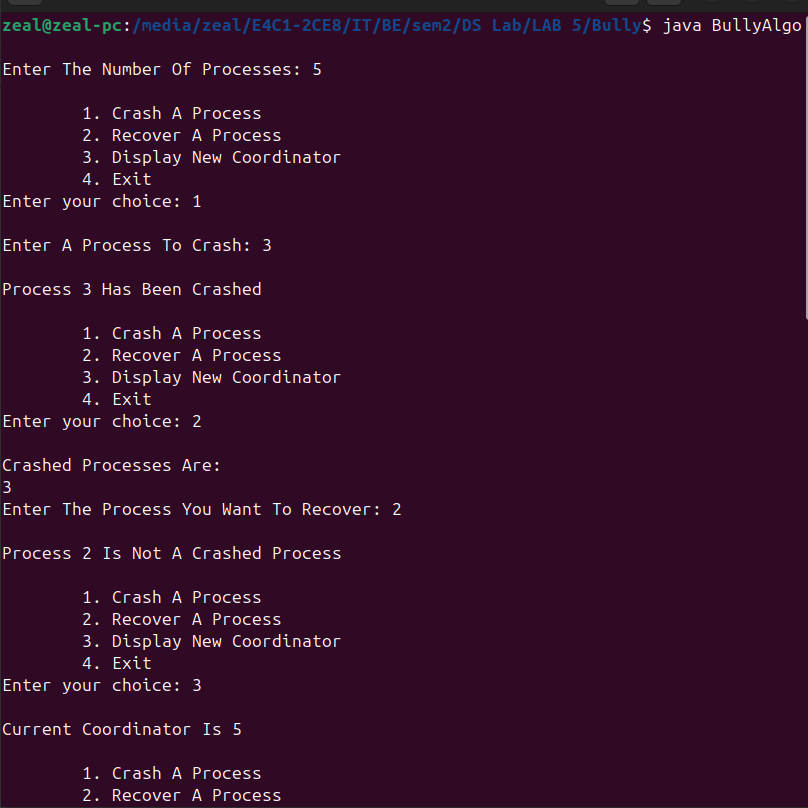 zeal@zeal-pc:/media/zeal/E4C1-2CE8/IT/BE/sem2/DS Lab/LAB 5/Bully$ java BullyAlgo
Enter The Number Of Processes: 5
1. Crash A Process
2. Recover A Process
3. Display New Coordinator
4. Exit
Enter your choice: 1
Enter A Process To Crash: 3
Process 3 Has Been Crashed
1. Crash A Process
2. Recover A Process
3. Display New Coordinator
4. Exit
Enter your choice: 2
Crashed Processes Are:
3
Enter The Process You Want To Recover: 2
Process 2 Is Not A Crashed Process
1. Crash A Process
2. Recover A Process
3. Display New Coordinator
4. Exit
Enter your choice: 3
Current Coordinator Is 5
1. Crash A Process
2. Recover A Process